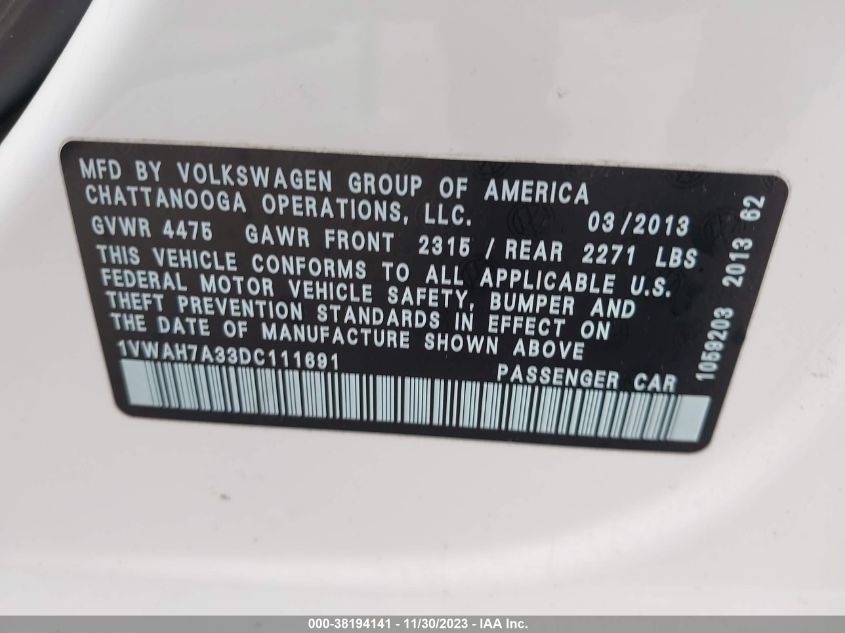 MFD BY VOLKSWAGEN GROUP OF AMERICA
CHATTANOOGA OPERATIONS, LLC. 03/2013
GVWR 4475 GAWR FRONT 2315 / REAR 2271 LBS
THIS VEHICLE CONFORMS TO ALL APPLICABLE U.S.
FEDERAL MOTOR VEHICLE SAFETY, BUMPER AND
THEFT PREVENTION STANDARDS IN EFFECT ON
THE DATE OF MANUFACTURE SHOWN ABOVE
1VWAH7A33DC111691 PASSENGER CAR
1059203 2013 62
000-38194141 - 11/30/2023 - © IAA Inc.